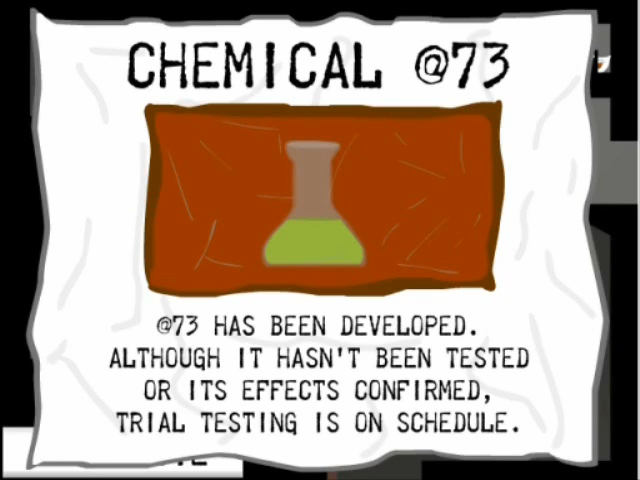 CHEMICAL @73
@73 HAS BEEN DEVELOPED.
ALTHOUGH IT HASN'T BEEN TESTED
OR ITS EFFECTS CONFIRMED,
TRIAL TESTING IS ON SCHEDULE.